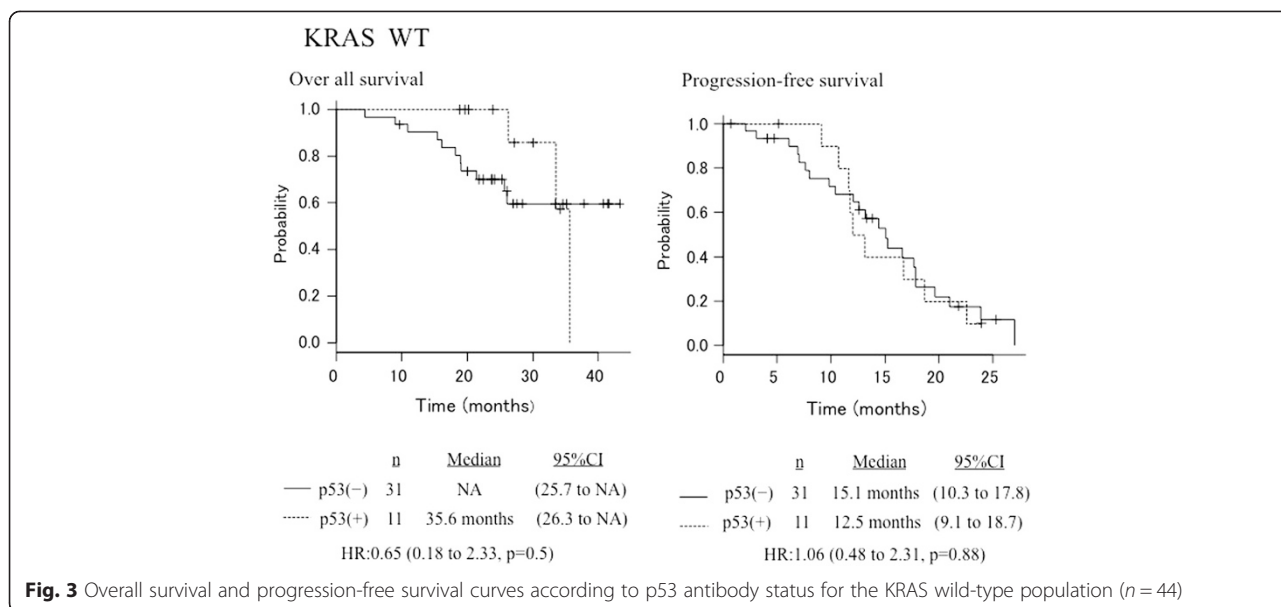 KRAS WT
Over all survival
Probability
1.0
0.8
0.6
0.4
0.2
0.0
0 10 20 30 40
Time (months)
n Median 95%CI
p53(−) 31 NA (25.7 to NA)
p53(+) 11 35.6 months (26.3 to NA)
HR:0.65 (0.18 to 2.33, p=0.5)
Progression-free survival
Probability
1.0
0.8
0.6
0.4
0.2
0.0
0 5 10 15 20 25
Time (months)
n Median 95%CI
p53(−) 31 15.1 months (10.3 to 17.8)
p53(+) 11 12.5 months (9.1 to 18.7)
HR:1.06 (0.48 to 2.31, p=0.88)
Fig. 3 Overall survival and progression-free survival curves according to p53 antibody status for the KRAS wild-type population (n = 44)